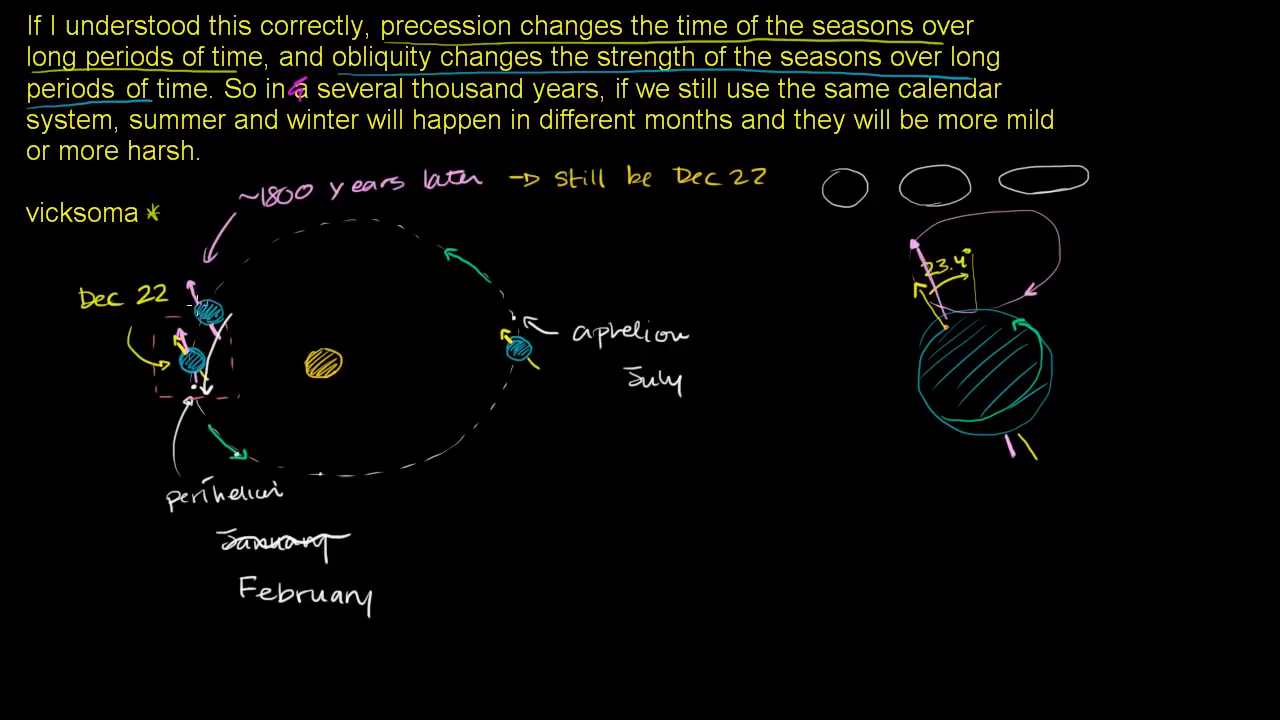 If I understood this correctly, precession changes the time of the seasons over
long periods of time, and obliquity changes the strength of the seasons over long
periods of time. So in a several thousand years, if we still use the same calendar
system, summer and winter will happen in different months and they will be more mild
or more harsh.
~1800 years later → still be Dec 22
vicksoma *
23.4°
Dec 22
aphelion
July
perihelion
January
February